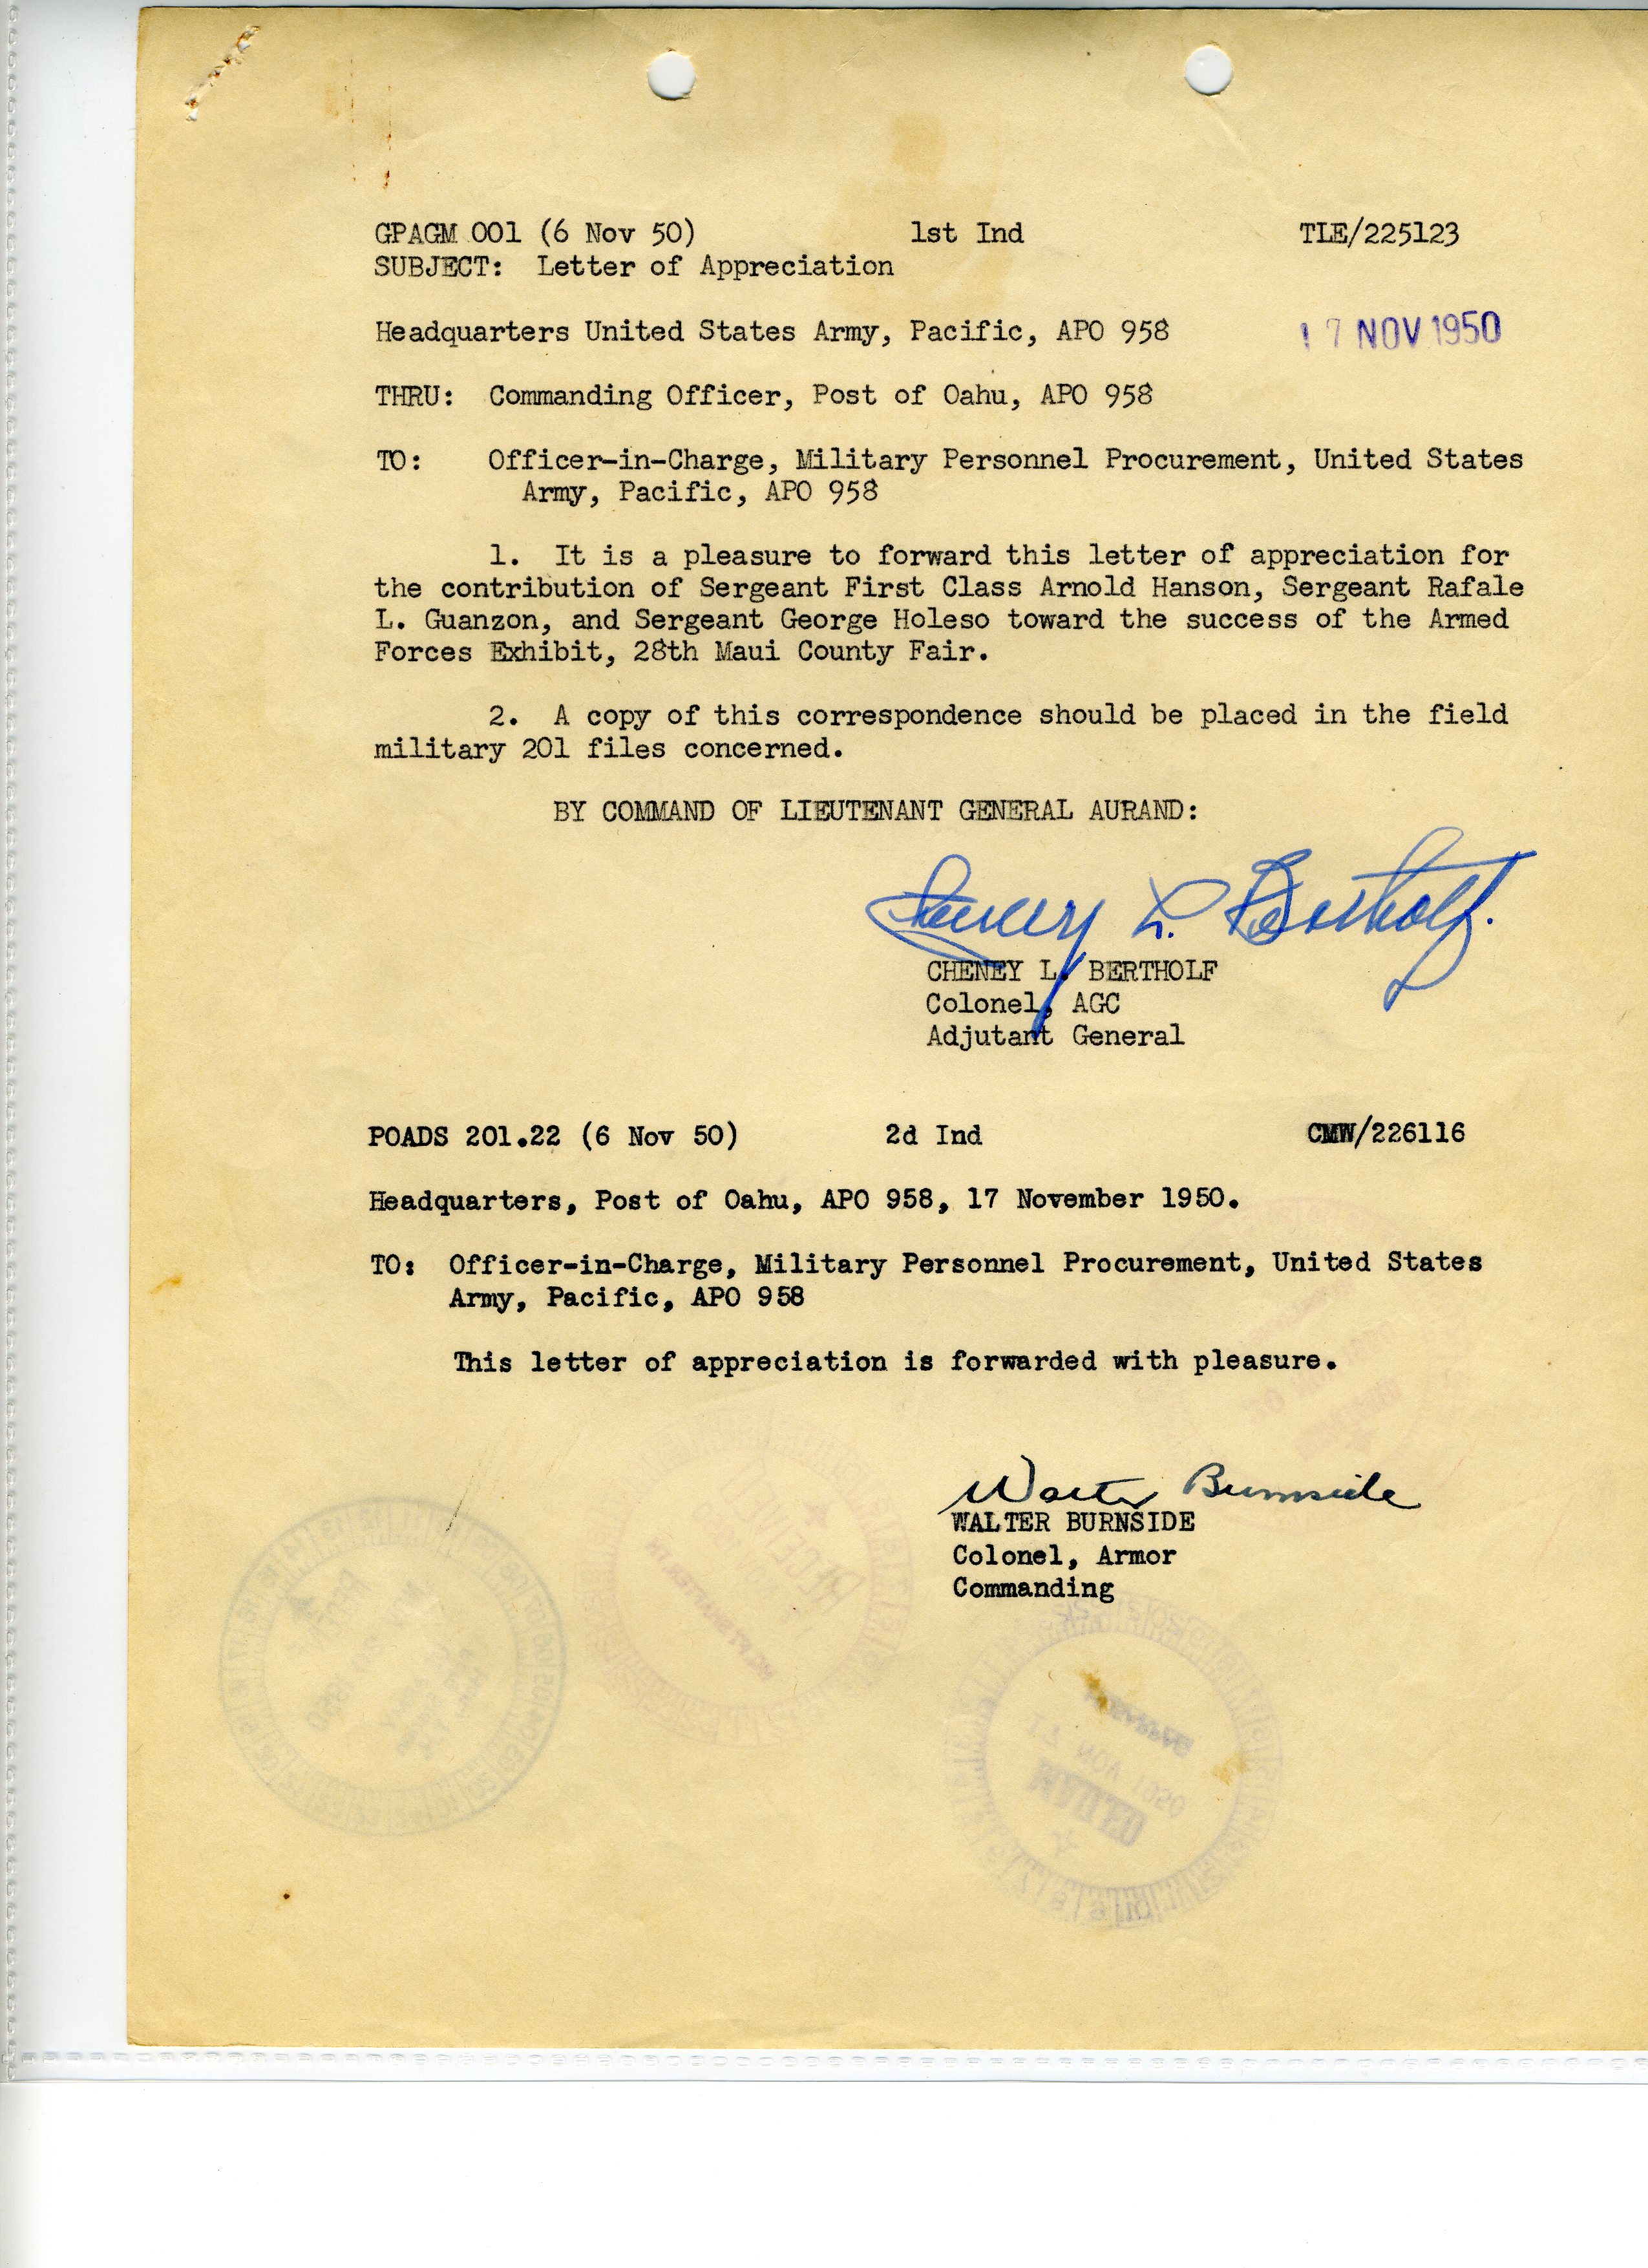 GPAGM 001 (6 Nov 50) 1st Ind TLE/225123
SUBJECT: Letter of Appreciation
Headquarters United States Army, Pacific, APO 958 17 NOV 1950
THRU: Commanding Officer, Post of Oahu, APO 958
TO: Officer-in-Charge, Military Personnel Procurement, United States
Army, Pacific, APO 958
1. It is a pleasure to forward this letter of appreciation for
the contribution of Sergeant First Class Arnold Hanson, Sergeant Rafale
L. Guanzon, and Sergeant George Holeso toward the success of the Armed
Forces Exhibit, 28th Maui County Fair.
2. A copy of this correspondence should be placed in the field
military 201 files concerned.
BY COMMAND OF LIEUTENANT GENERAL AURAND:
Cheney L. Bertholf.
CHENEY L. BERTHOLF
Colonel, AGC
Adjutant General
POADS 201.22 (6 Nov 50) 2d Ind CMW/226116
Headquarters, Post of Oahu, APO 958, 17 November 1950.
TO: Officer-in-Charge, Military Personnel Procurement, United States
Army, Pacific, APO 958
This letter of appreciation is forwarded with pleasure.
Walter Burnside
WALTER BURNSIDE
Colonel, Armor
Commanding